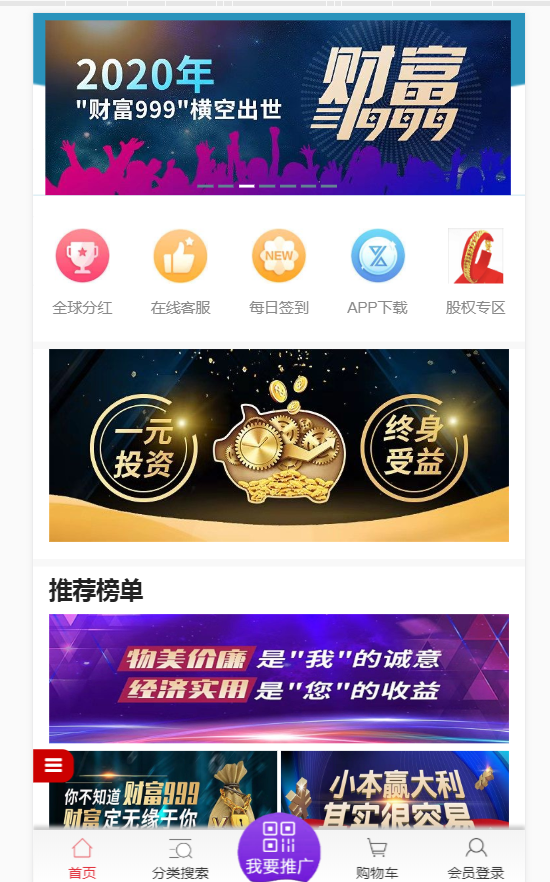 2020年
"财富999"横空出世
财富
999
NEW
全球分红
在线客服
每日签到
APP下载
股权专区
一元
投资
终身
受益
推荐榜单
物美价廉是"我"的诚意
经济实用是"您"的收益
你不知道财富999
财富定无缘于你
小本赢大利
其实很容易
首页
分类搜索
我要推广
购物车
会员登录